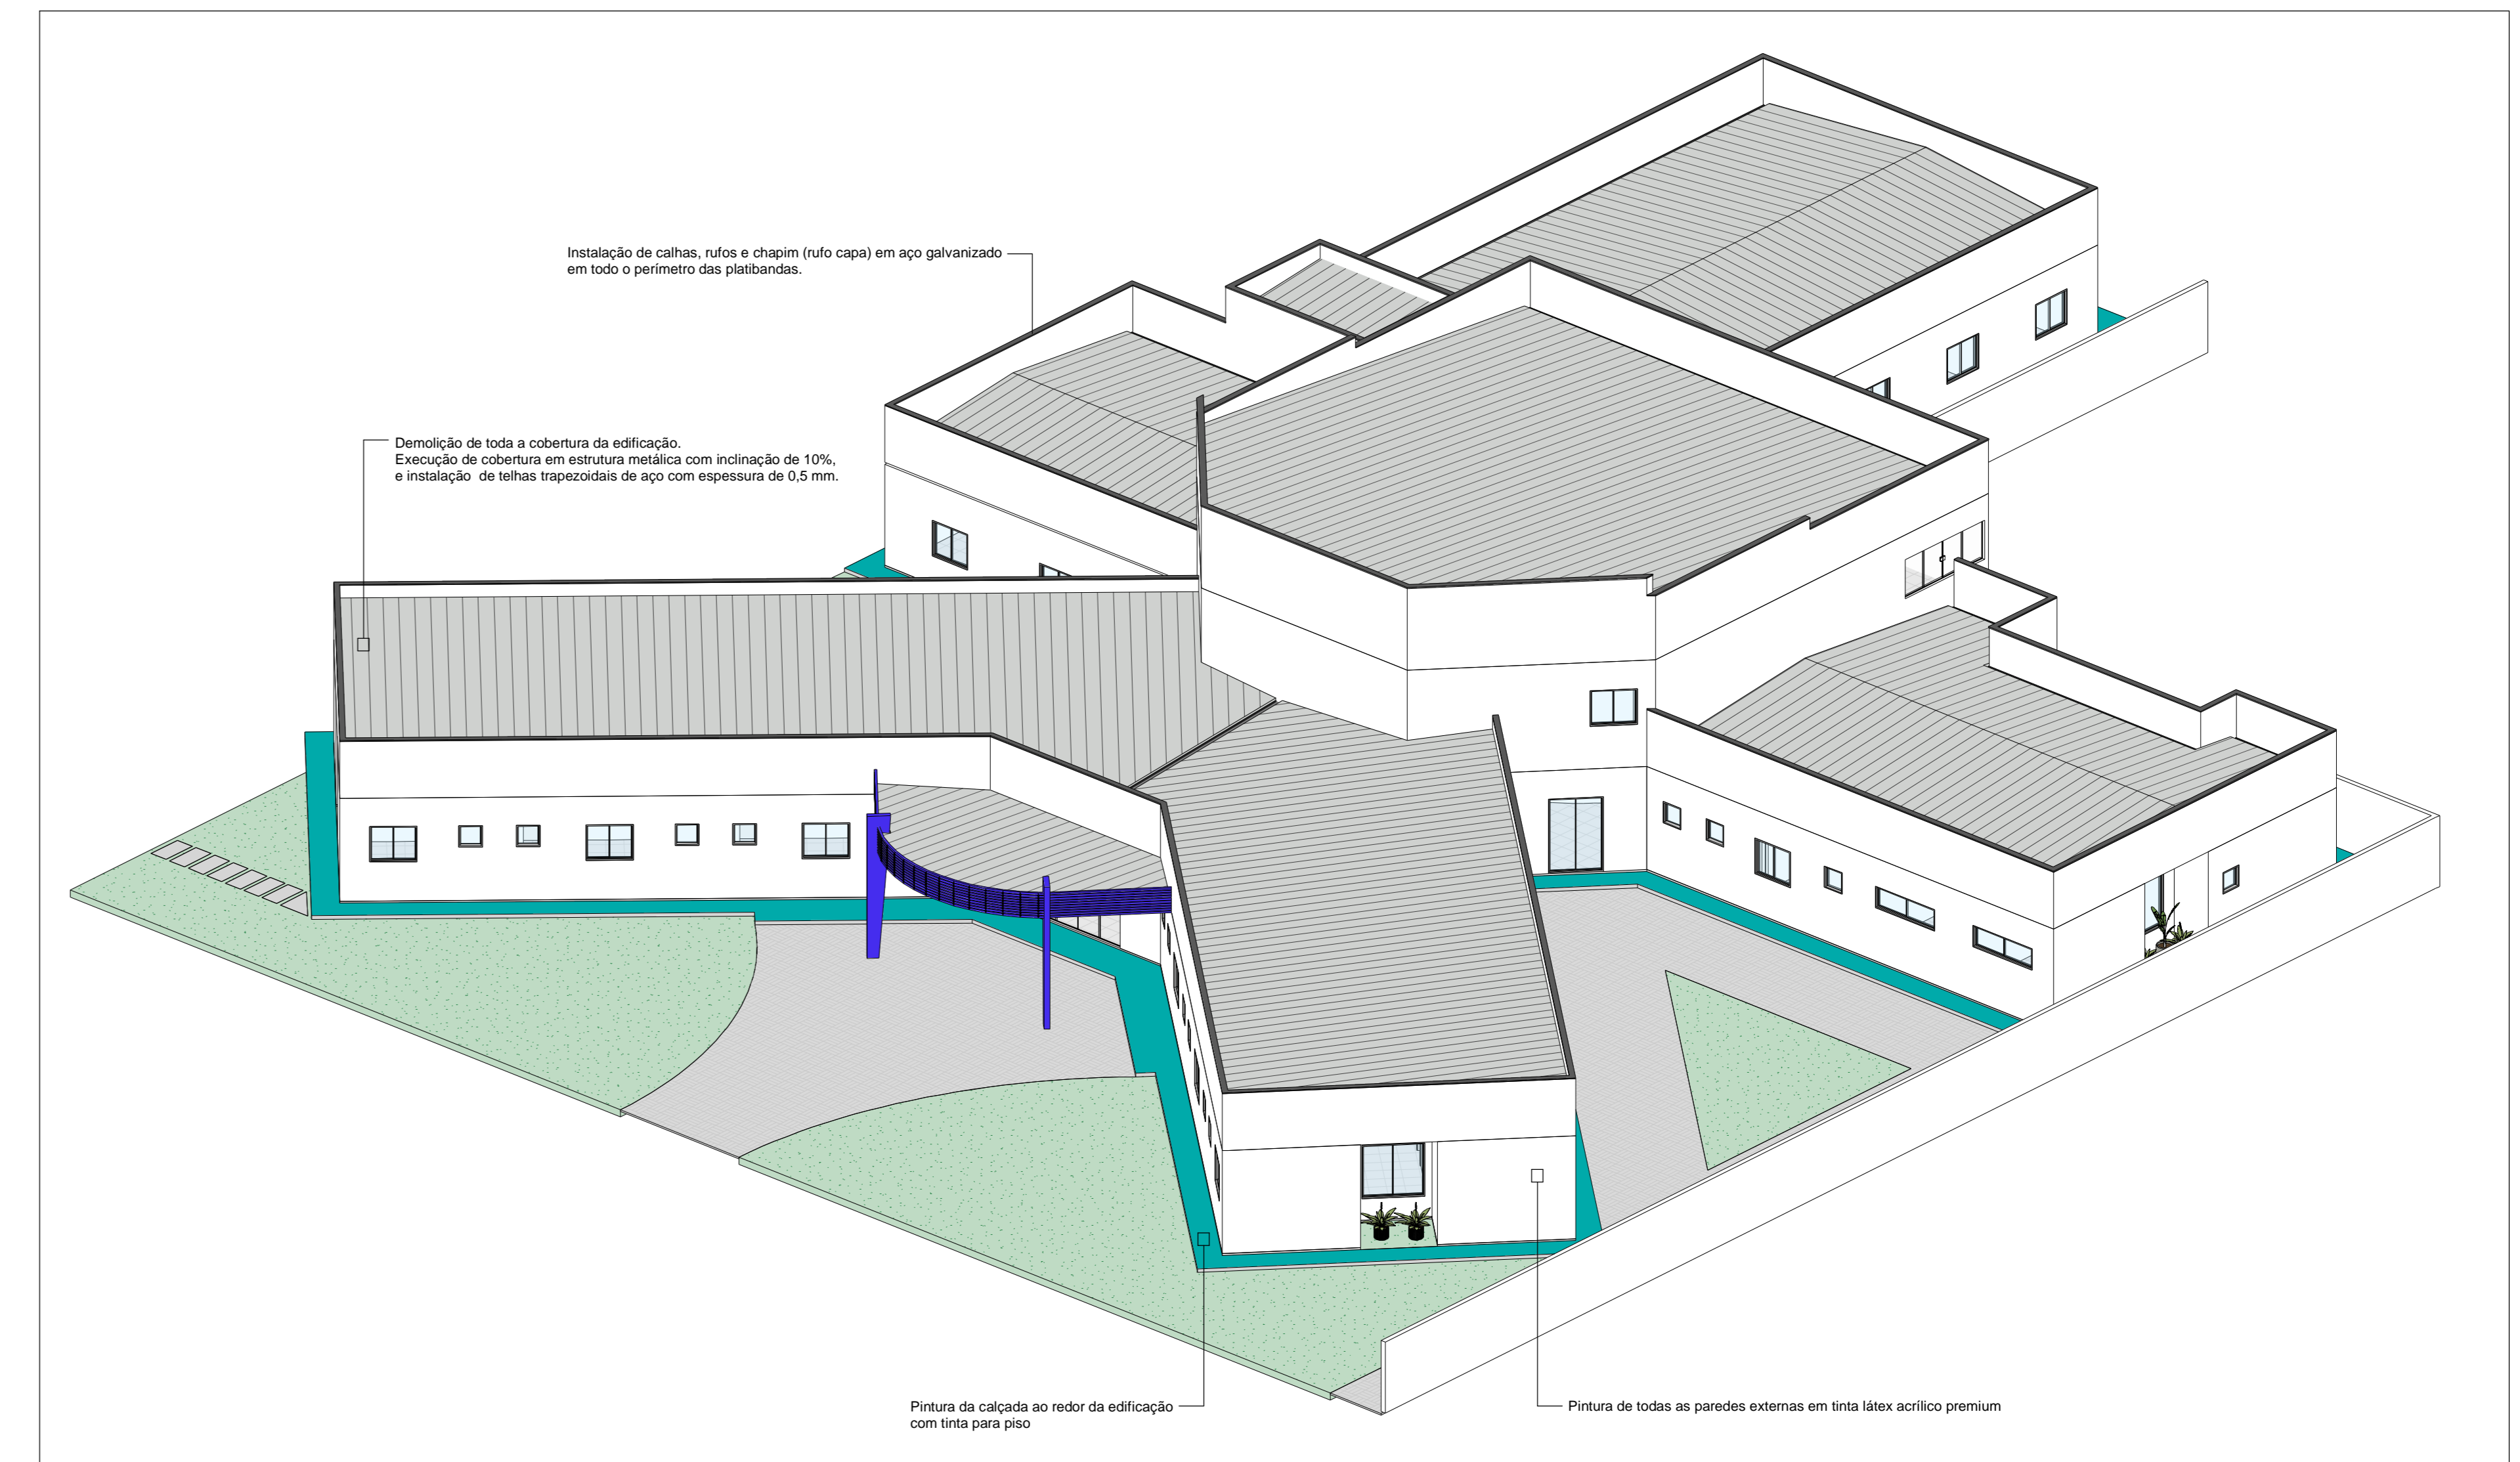 Instalação de calhas, rufos e chapim (rufo capa) em aço galvanizado
em todo o perímetro das platibandas.
Demolição de toda a cobertura da edificação.
Execução de cobertura em estrutura metálica com inclinação de 10%,
e instalação de telhas trapezoidais de aço com espessura de 0,5 mm.
Pintura da calçada ao redor da edificação
com tinta para piso
Pintura de todas as paredes externas em tinta látex acrílico premium